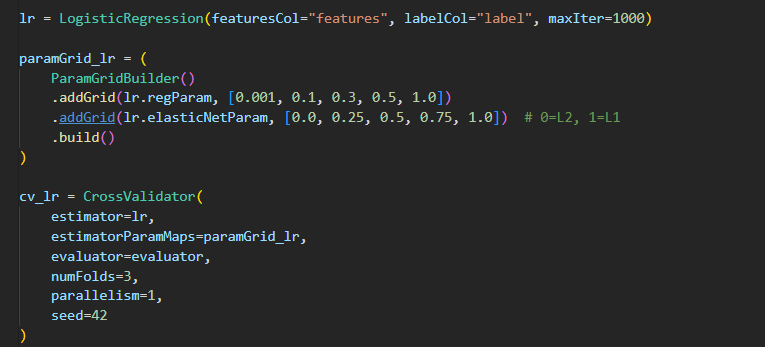 lr = LogisticRegression(featuresCol="features", labelCol="label", maxIter=1000)
paramGrid_lr = (
    ParamGridBuilder()
    .addGrid(lr.regParam, [0.001, 0.1, 0.3, 0.5, 1.0])
    .addGrid(lr.elasticNetParam, [0.0, 0.25, 0.5, 0.75, 1.0])  # 0=L2, 1=L1
    .build()
)
cv_lr = CrossValidator(
    estimator=lr,
    estimatorParamMaps=paramGrid_lr,
    evaluator=evaluator,
    numFolds=3,
    parallelism=1,
    seed=42
)